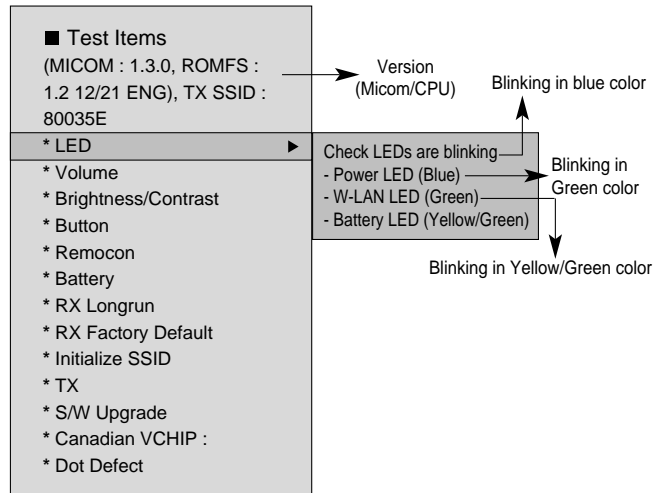 ■ Test Items
(MICOM : 1.3.0, ROMFS :
1.2 12/21 ENG), TX SSID :
80035E
* LED ▶
* Volume
* Brightness/Contrast
* Button
* Remocon
* Battery
* RX Longrun
* RX Factory Default
* Initialize SSID
* TX
* S/W Upgrade
* Canadian VCHIP :
* Dot Defect
Version
(Micom/CPU)
Blinking in blue color
Check LEDs are blinking
- Power LED (Blue)
- W-LAN LED (Green)
- Battery LED (Yellow/Green)
Blinking in
Green color
Blinking in Yellow/Green color